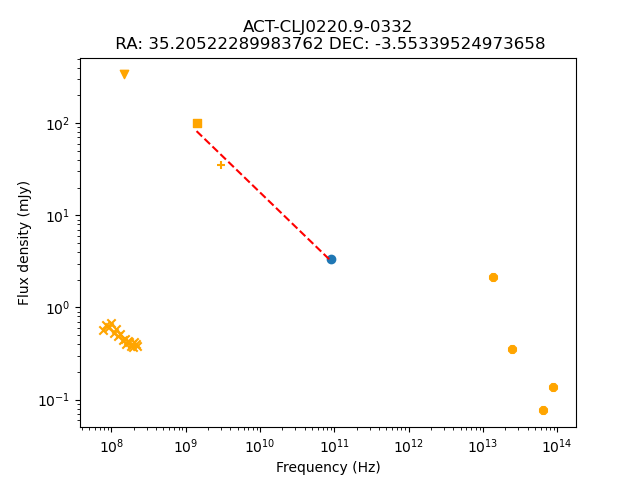 ACT-CLJ0220.9-0332
RA: 35.20522289983762 DEC: -3.55339524973658
Flux density (mJy)
10²
10¹
10⁰
10⁻¹
10⁸ 10⁹ 10¹⁰ 10¹¹ 10¹² 10¹³ 10¹⁴
Frequency (Hz)